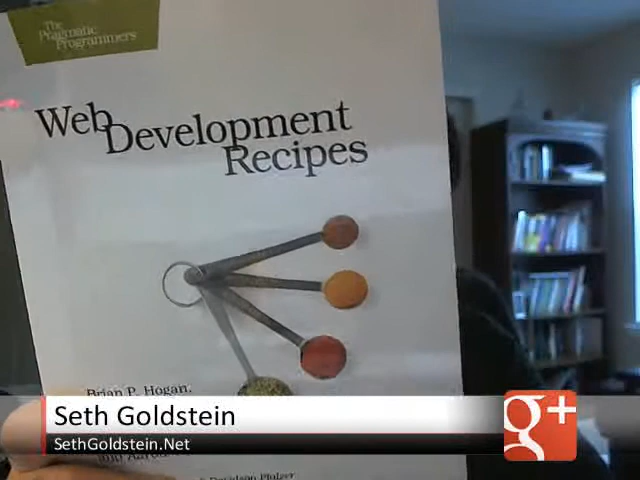 The
Pragmatic
Programmers
Web
Development
Recipes
Brian P. Hogan,
Seth Goldstein
SethGoldstein.Net
g+